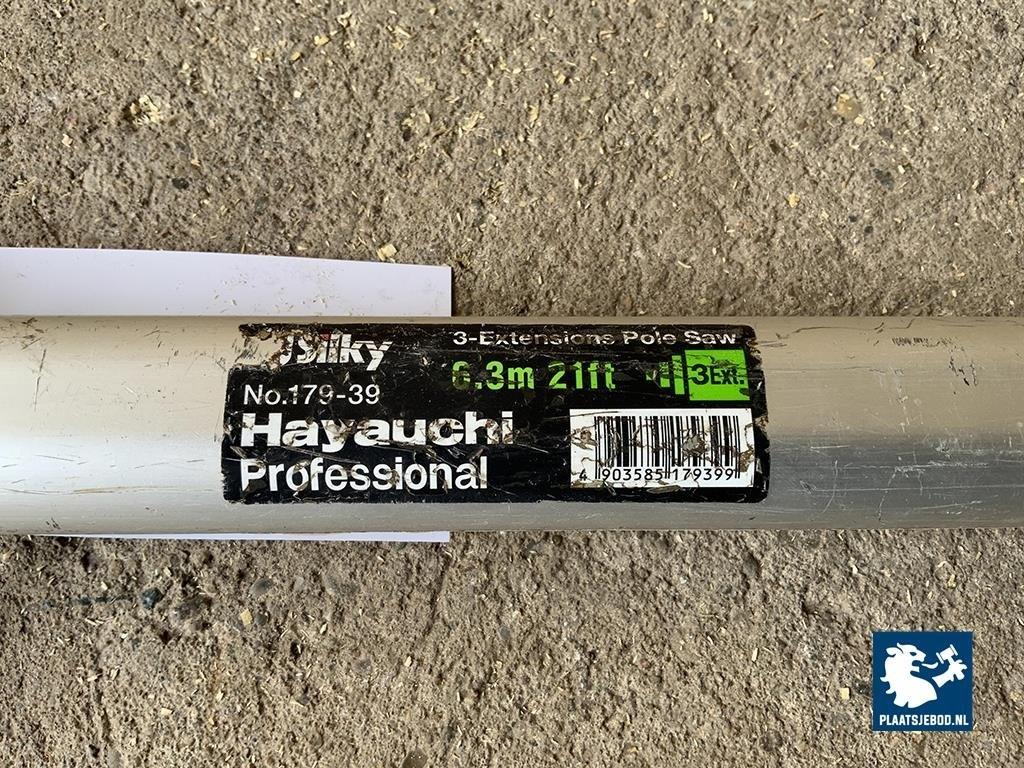 Silky
3-Extensions Pole Saw
6.3m 21ft
3Ext.
No.179-39
Hayauchi
Professional
4 903585 179399
PLAATSJEBOD.NL